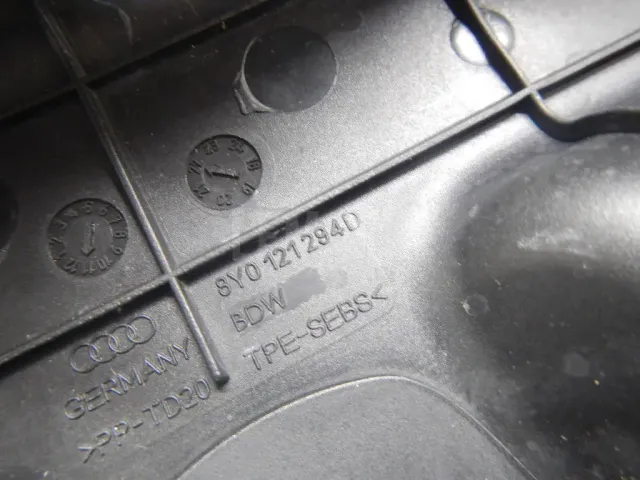 8Y0 121 294D
BDW
GERMANY
TPE-SEBS<
>PP-TD20